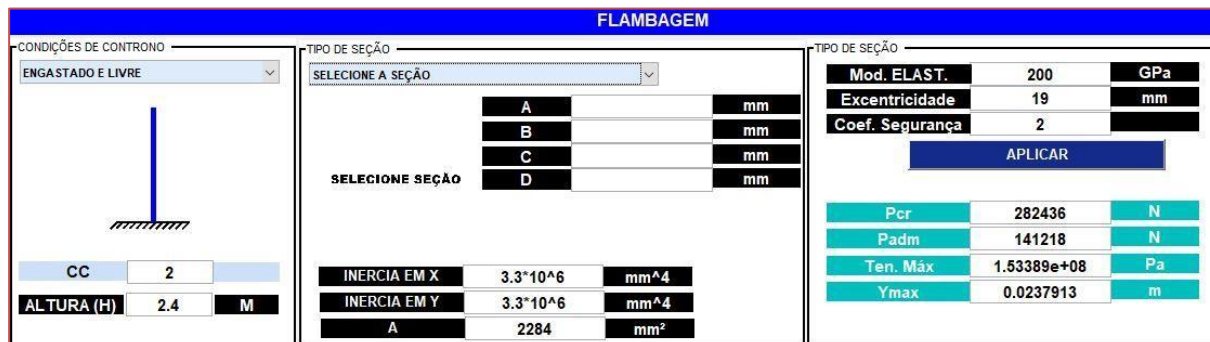 FLAMBAGEM
CONDIÇÕES DE CONTRONO
ENGASTADO E LIVRE
CC 2
ALTURA (H) 2.4 M
TIPO DE SEÇÃO
SELECIONE A SEÇÃO
A mm
B mm
C mm
SELECIONE SEÇÃO D mm
INERCIA EM X 3.3*10^6 mm^4
INERCIA EM Y 3.3*10^6 mm^4
A 2284 mm²
TIPO DE SEÇÃO
Mod. ELAST. 200 GPa
Excentricidade 19 mm
Coef. Segurança 2
APLICAR
Pcr 282436 N
Padm 141218 N
Ten. Máx 1.53389e+08 Pa
Ymax 0.0237913 m